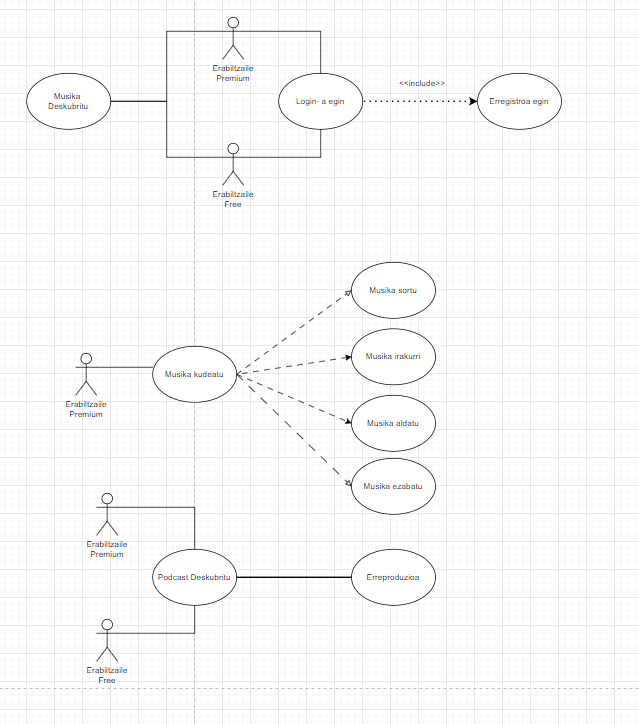 Erabiltzaile
Premium
<<include>>
Musika
Deskubritu
Login- a egin
Erregistroa egin
Erabiltzaile
Free
Musika sortu
Musika irakurri
Musika kudeatu
Erabiltzaile
Premium
Musika aldatu
Musika ezabatu
Erabiltzaile
Premium
Podcast Deskubritu
Erreproduzioa
Erabiltzaile
Free